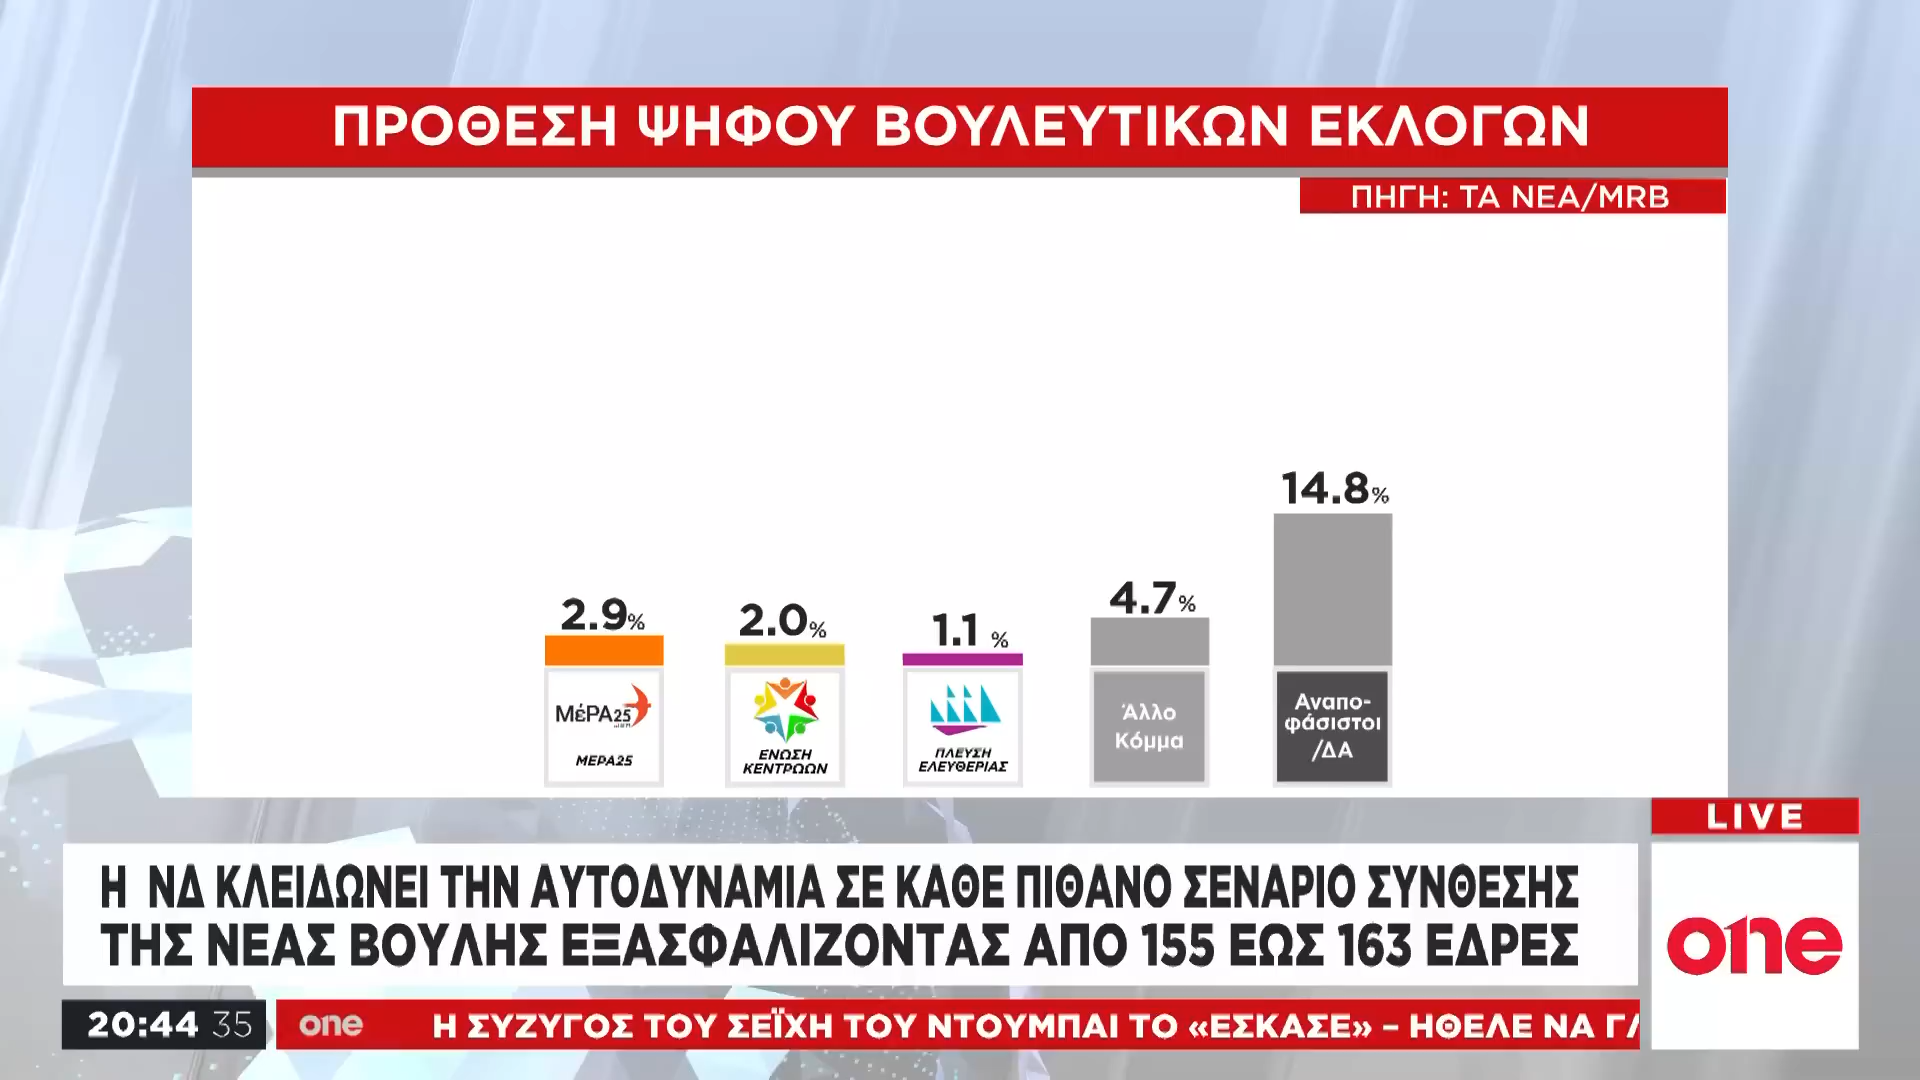 ΠΡΟΘΕΣΗ ΨΗΦΟΥ ΒΟΥΛΕΥΤΙΚΩΝ ΕΚΛΟΓΩΝ
ΠΗΓΗ: ΤΑ ΝΕΑ/MRB
2.9%
2.0%
1.1 %
4.7%
14.8%
ΜέΡΑ25
ΜΕΡΑ25
ΕΝΩΣΗ
ΚΕΝΤΡΩΩΝ
ΠΛΕΥΣΗ
ΕΛΕΥΘΕΡΙΑΣ
Άλλο
Κόμμα
Αναπο-
φάσιστοι
/ΔΑ
LIVE
Η ΝΔ ΚΛΕΙΔΩΝΕΙ ΤΗΝ ΑΥΤΟΔΥΝΑΜΙΑ ΣΕ ΚΑΘΕ ΠΙΘΑΝΟ ΣΕΝΑΡΙΟ ΣΥΝΘΕΣΗΣ
ΤΗΣ ΝΕΑΣ ΒΟΥΛΗΣ ΕΞΑΣΦΑΛΙΖΟΝΤΑΣ ΑΠΟ 155 ΕΩΣ 163 ΕΔΡΕΣ
one
20:44 35
one Η ΣΥΖΥΓΟΣ ΤΟΥ ΣΕΪΧΗ ΤΟΥ ΝΤΟΥΜΠΑΙ ΤΟ «ΕΣΚΑΣΕ» – ΗΘΕΛΕ ΝΑ